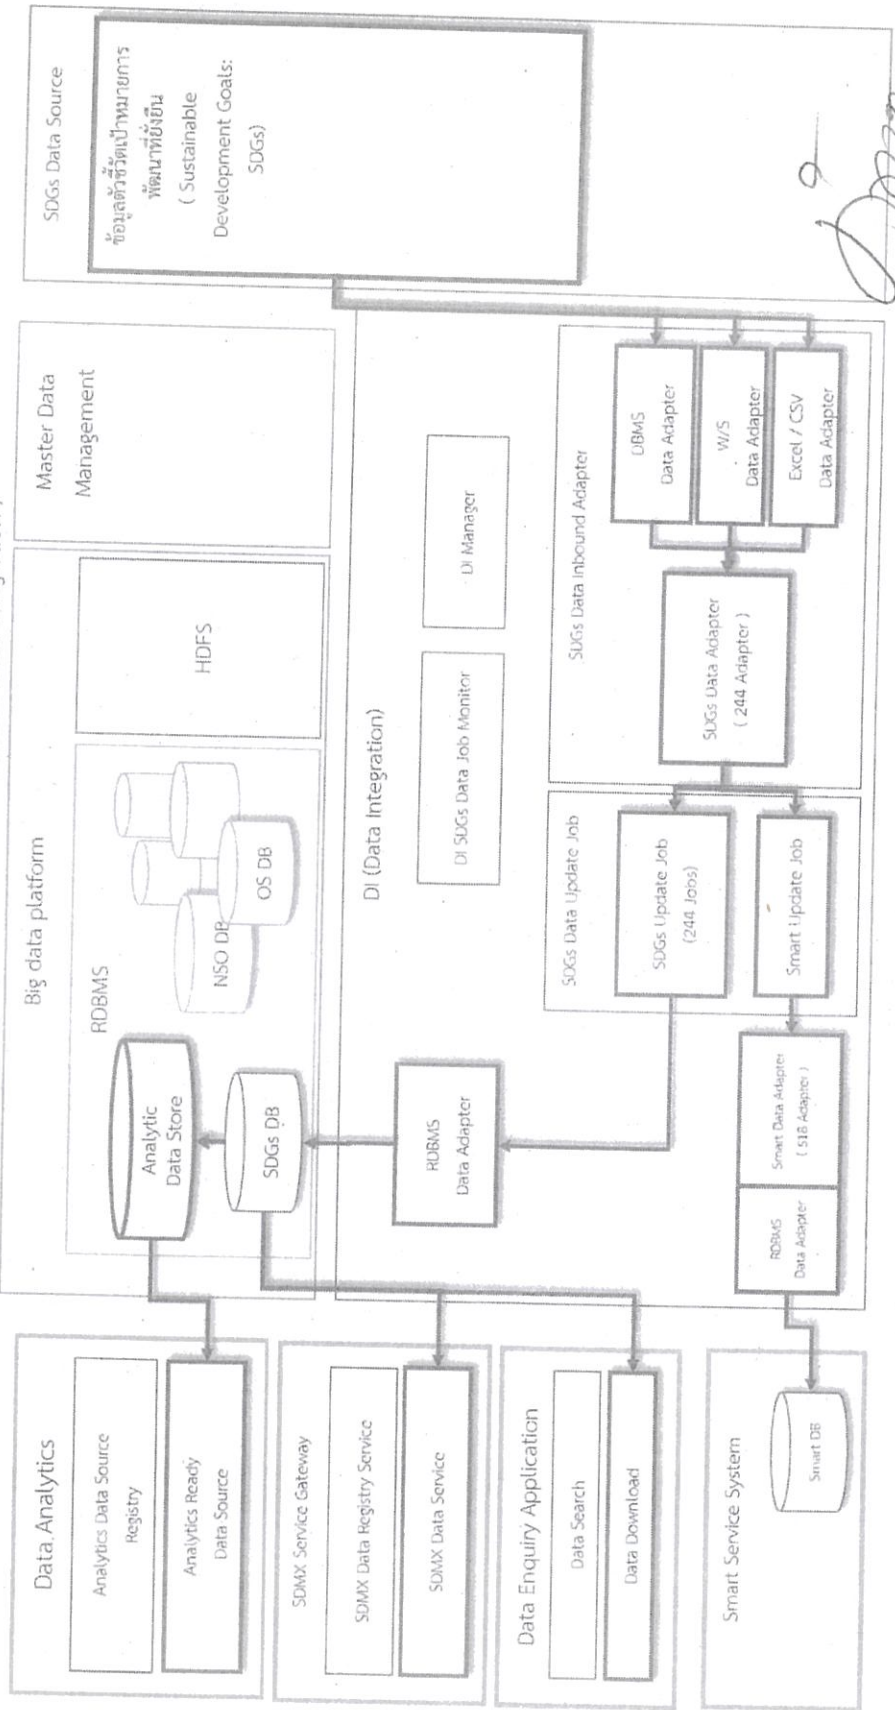 Data Analytics
Analytics Data Source
Registry
Analytics Ready
Data Source
SDMX Service Gateway
SDMX Data Registry Service
SDMX Data Service
Data Enquiry Application
Data Search
Data Download
Smart Service System
Smart DB
Big data platform
RDBMS
Analytic
Data Store
SDGs DB
NSO DB
OS DB
HDFS
Master Data
Management
DI (Data Integration)
RDBMS
Data Adapter
DI SDGs Data Job Monitor
DI Manager
SDGs Data Update Job
SDGs Update Job
(244 Jobs)
Smart Update Job
RDBMS
Data Adapter
Smart Data Adapter
( 518 Adapter )
SDGs Data Inbound Adapter
SDGs Data Adapter
( 244 Adapter )
DBMS
Data Adapter
W/S
Data Adapter
Excel / CSV
Data Adapter
SDGs Data Source
ข้อมูลตัวชี้วัดเป้าหมายการ
พัฒนาที่ยั่งยืน
( Sustainable
Development Goals:
SDGs)